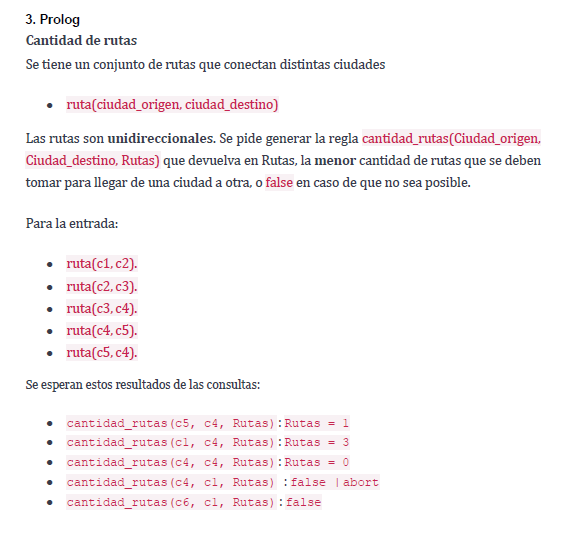 3. Prolog
Cantidad de rutas
Se tiene un conjunto de rutas que conectan distintas ciudades
• ruta(ciudad_origen, ciudad_destino)
Las rutas son unidireccionales. Se pide generar la regla cantidad_rutas(Ciudad_origen,
Ciudad_destino, Rutas) que devuelva en Rutas, la menor cantidad de rutas que se deben
tomar para llegar de una ciudad a otra, o false en caso de que no sea posible.
Para la entrada:
• ruta(c1, c2).
• ruta(c2, c3).
• ruta(c3, c4).
• ruta(c4, c5).
• ruta(c5, c4).
Se esperan estos resultados de las consultas:
• cantidad_rutas(c5, c4, Rutas):Rutas = 1
• cantidad_rutas(c1, c4, Rutas):Rutas = 3
• cantidad_rutas(c4, c4, Rutas):Rutas = 0
• cantidad_rutas(c4, c1, Rutas) :false |abort
• cantidad_rutas(c6, c1, Rutas):false